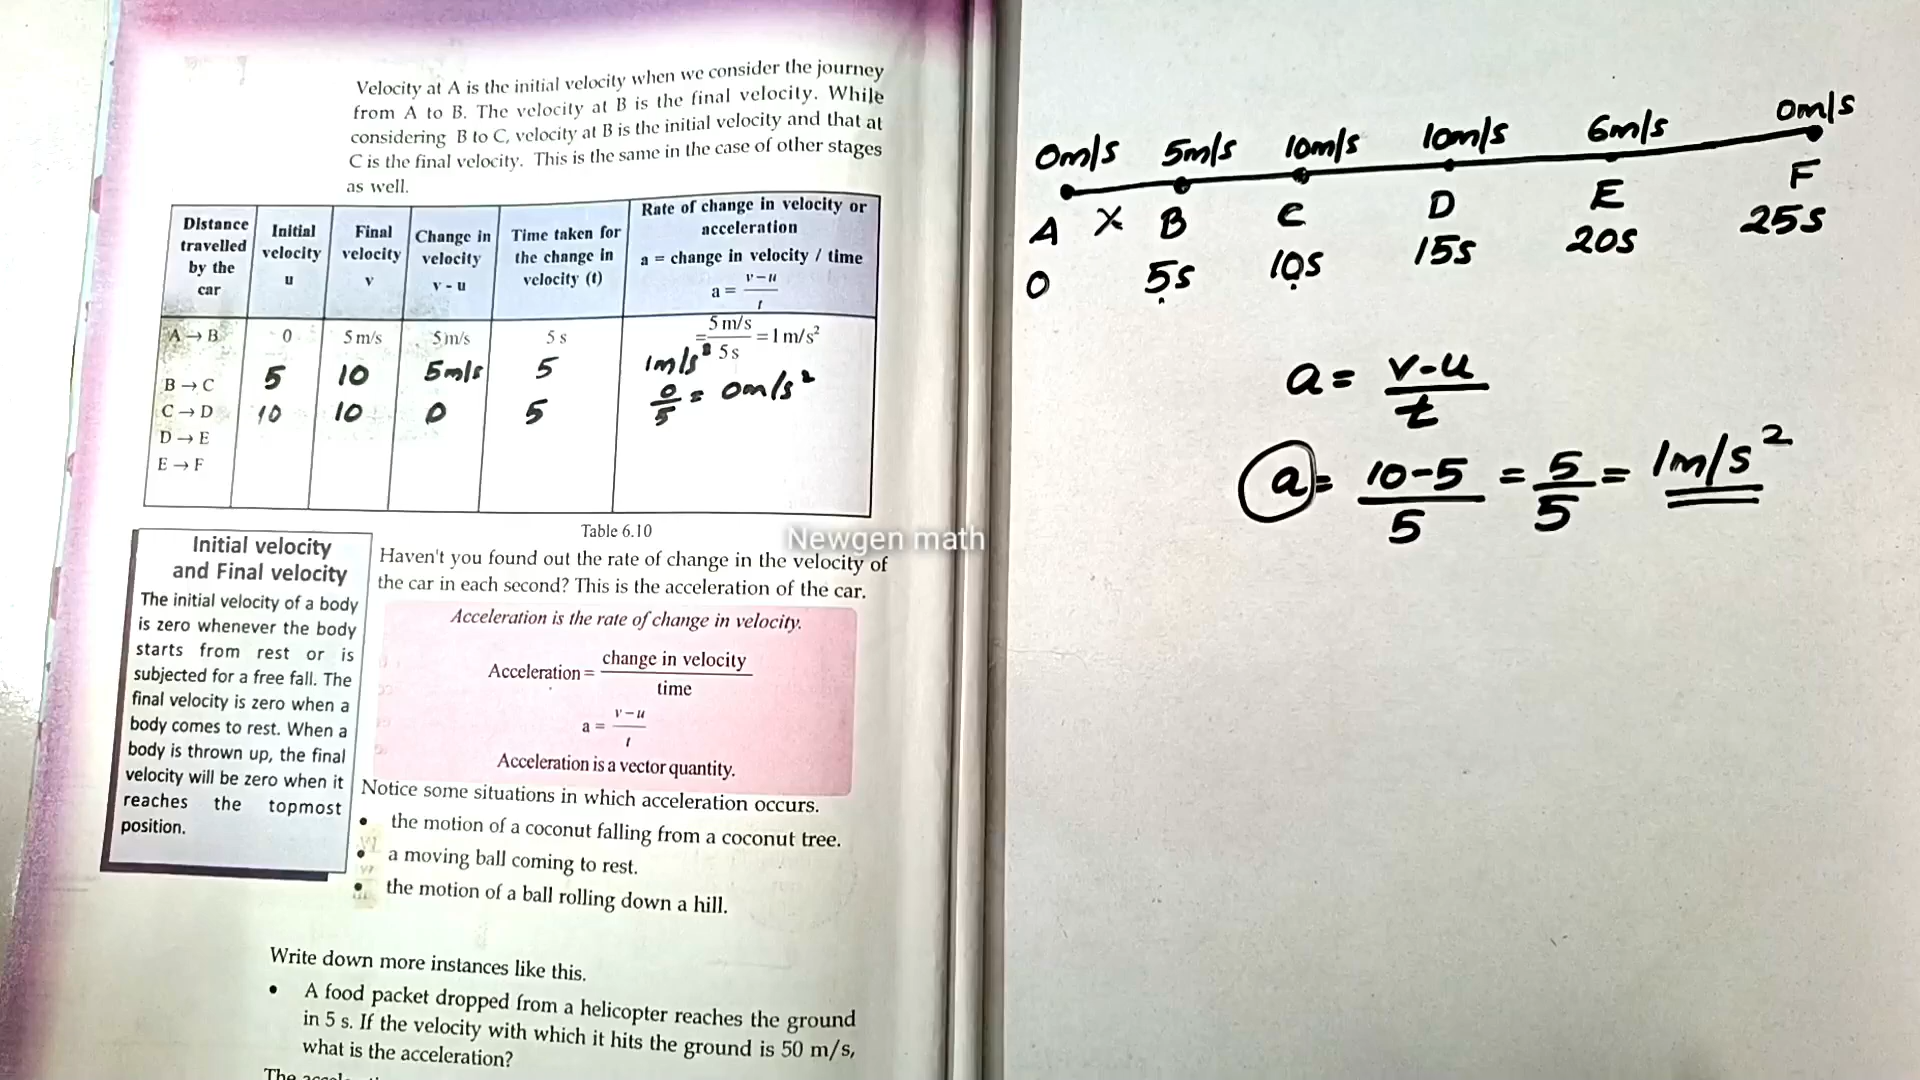 Velocity at A is the initial velocity when we consider the journey
from A to B. The velocity at B is the final velocity. While
considering B to C, velocity at B is the initial velocity and that at
C is the final velocity. This is the same in the case of other stages
as well.
Distance travelled by the car
Initial velocity u
Final velocity v
Change in velocity v - u
Time taken for the change in velocity (t)
Rate of change in velocity or acceleration
a = change in velocity / time
a = v – u / t
A → B 0 5 m/s 5 m/s 5 s = 5 m/s / 5 s = 1 m/s²
B → C 5 10 5m/s 5 1m/s²
C → D 10 10 0 5 0/5 = 0m/s²
D → E
E → F
Table 6.10
Newgen math
Initial velocity
and Final velocity
The initial velocity of a body
is zero whenever the body
starts from rest or is
subjected for a free fall. The
final velocity is zero when a
body comes to rest. When a
body is thrown up, the final
velocity will be zero when it
reaches the topmost
position.
Haven't you found out the rate of change in the velocity of
the car in each second? This is the acceleration of the car.
Acceleration is the rate of change in velocity.
Acceleration = change in velocity / time
a = v – u / t
Acceleration is a vector quantity.
Notice some situations in which acceleration occurs.
• the motion of a coconut falling from a coconut tree.
• a moving ball coming to rest.
• the motion of a ball rolling down a hill.
Write down more instances like this.
• A food packet dropped from a helicopter reaches the ground
in 5 s. If the velocity with which it hits the ground is 50 m/s,
what is the acceleration?
The
0m/s 5m/s 10m/s 10m/s 6m/s 0m/s
A X B C D E F
0 5s 10s 15s 20s 25s
a = v-u / t
a = 10-5 / 5 = 5/5 = 1m/s²